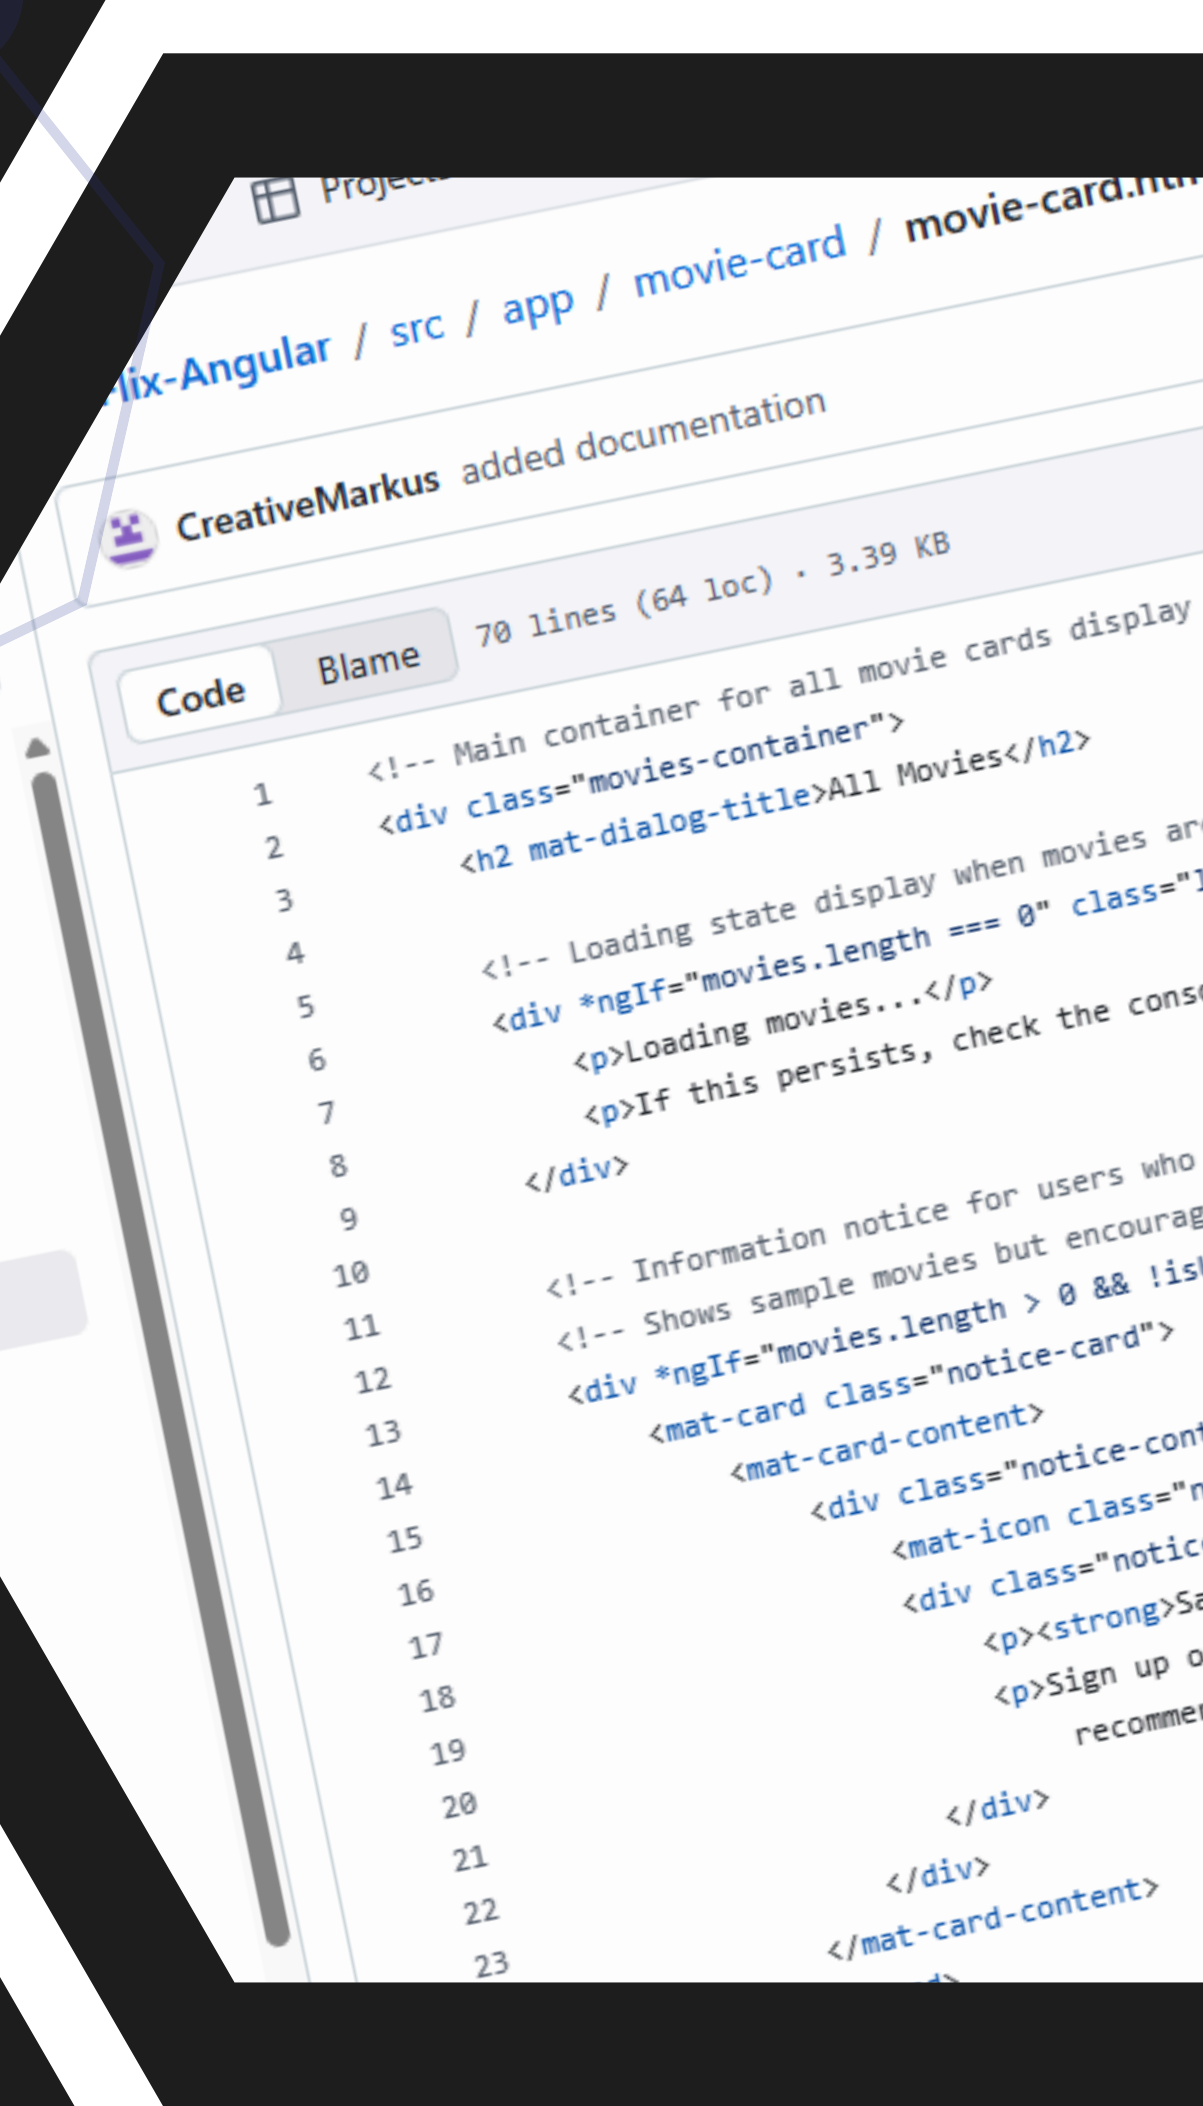 Projects
flix-Angular / src / app / movie-card / movie-card.htm
CreativeMarkus added documentation
Code Blame 70 lines (64 loc) · 3.39 KB
1 <!-- Main container for all movie cards display
2 <div class="movies-container">
3 <h2 mat-dialog-title>All Movies</h2>
4
5 <!-- Loading state display when movies are
6 <div *ngIf="movies.length === 0" class="l
7 <p>Loading movies...</p>
8 <p>If this persists, check the conso
9 </div>
10
11 <!-- Information notice for users who
12 <!-- Shows sample movies but encourag
13 <div *ngIf="movies.length > 0 && !is
14 <mat-card class="notice-card">
15 <mat-card-content>
16 <div class="notice-cont
17 <mat-icon class="n
18 <div class="notic
19 <p><strong>Sa
20 <p>Sign up o
21 recommen
22 </div>
23 </div>
</mat-card-content>